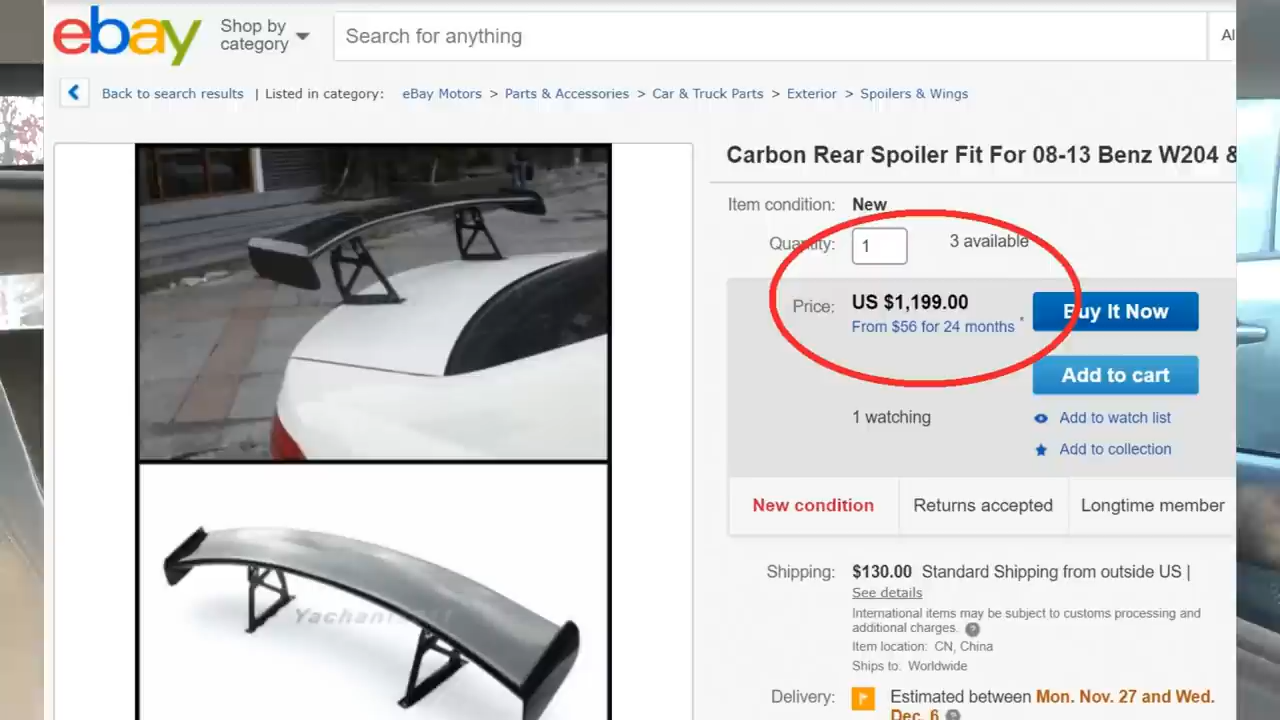 ebay
Shop by
category
Search for anything
Al
Back to search results | Listed in category: eBay Motors > Parts & Accessories > Car & Truck Parts > Exterior > Spoilers & Wings
Carbon Rear Spoiler Fit For 08-13 Benz W204 &
Item condition: New
Quantity: 1 3 available
Price: US $1,199.00
From $56 for 24 months *
Buy It Now
Add to cart
1 watching
Add to watch list
Add to collection
New condition
Returns accepted
Longtime member
Shipping: $130.00 Standard Shipping from outside US |
See details
International items may be subject to customs processing and
additional charges. ?
Item location: CN, China
Ships to: Worldwide
Delivery: Estimated between Mon. Nov. 27 and Wed.
Dec. 6 ?